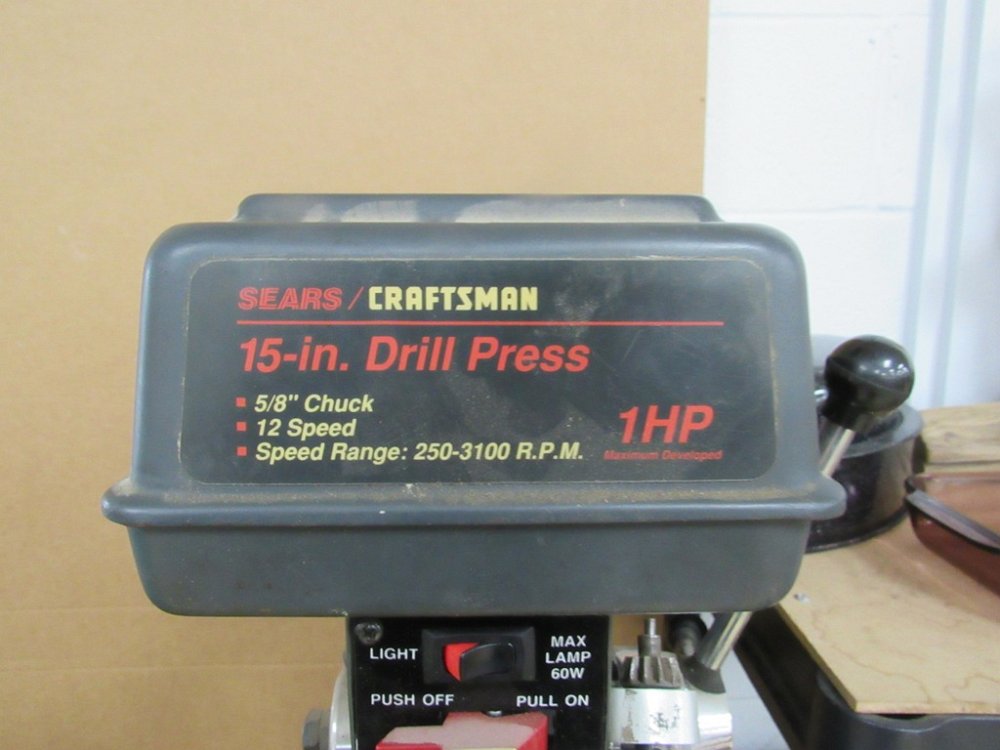 SEARS / CRAFTSMAN
15-in. Drill Press
5/8" Chuck
12 Speed
Speed Range: 250-3100 R.P.M.
1HP
Maximum Developed
LIGHT
MAX
LAMP
60W
PUSH OFF PULL ON